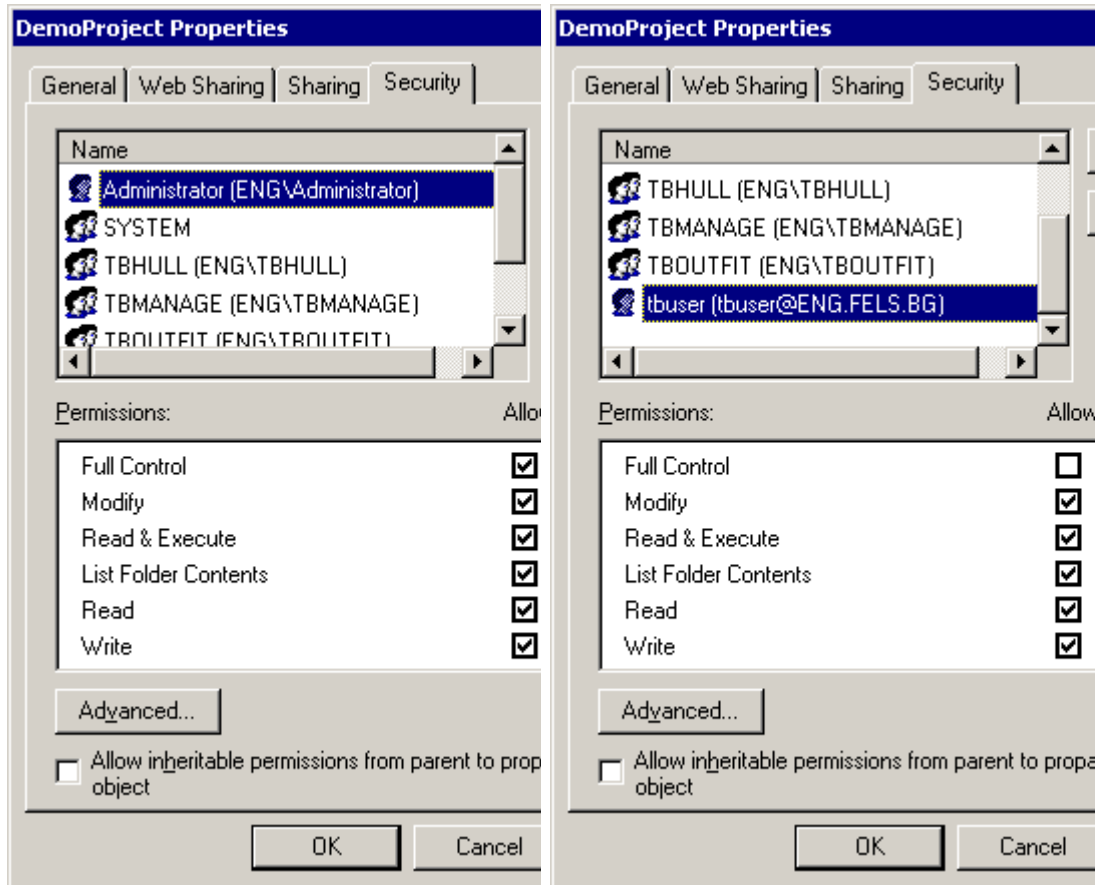 DemoProject Properties
General Web Sharing Sharing Security
Name
Administrator (ENG\Administrator)
SYSTEM
TBHULL (ENG\TBHULL)
TBMANAGE (ENG\TBMANAGE)
TBOUTFIT (ENG\TBOUTFIT)
Permissions: Allow
Full Control
Modify
Read & Execute
List Folder Contents
Read
Write
Advanced...
Allow inheritable permissions from parent to prop
object
OK Cancel
DemoProject Properties
General Web Sharing Sharing Security
Name
TBHULL (ENG\TBHULL)
TBMANAGE (ENG\TBMANAGE)
TBOUTFIT (ENG\TBOUTFIT)
tbuser (tbuser@ENG.FELS.BG)
Permissions: Allow
Full Control
Modify
Read & Execute
List Folder Contents
Read
Write
Advanced...
Allow inheritable permissions from parent to propa
object
OK Cancel